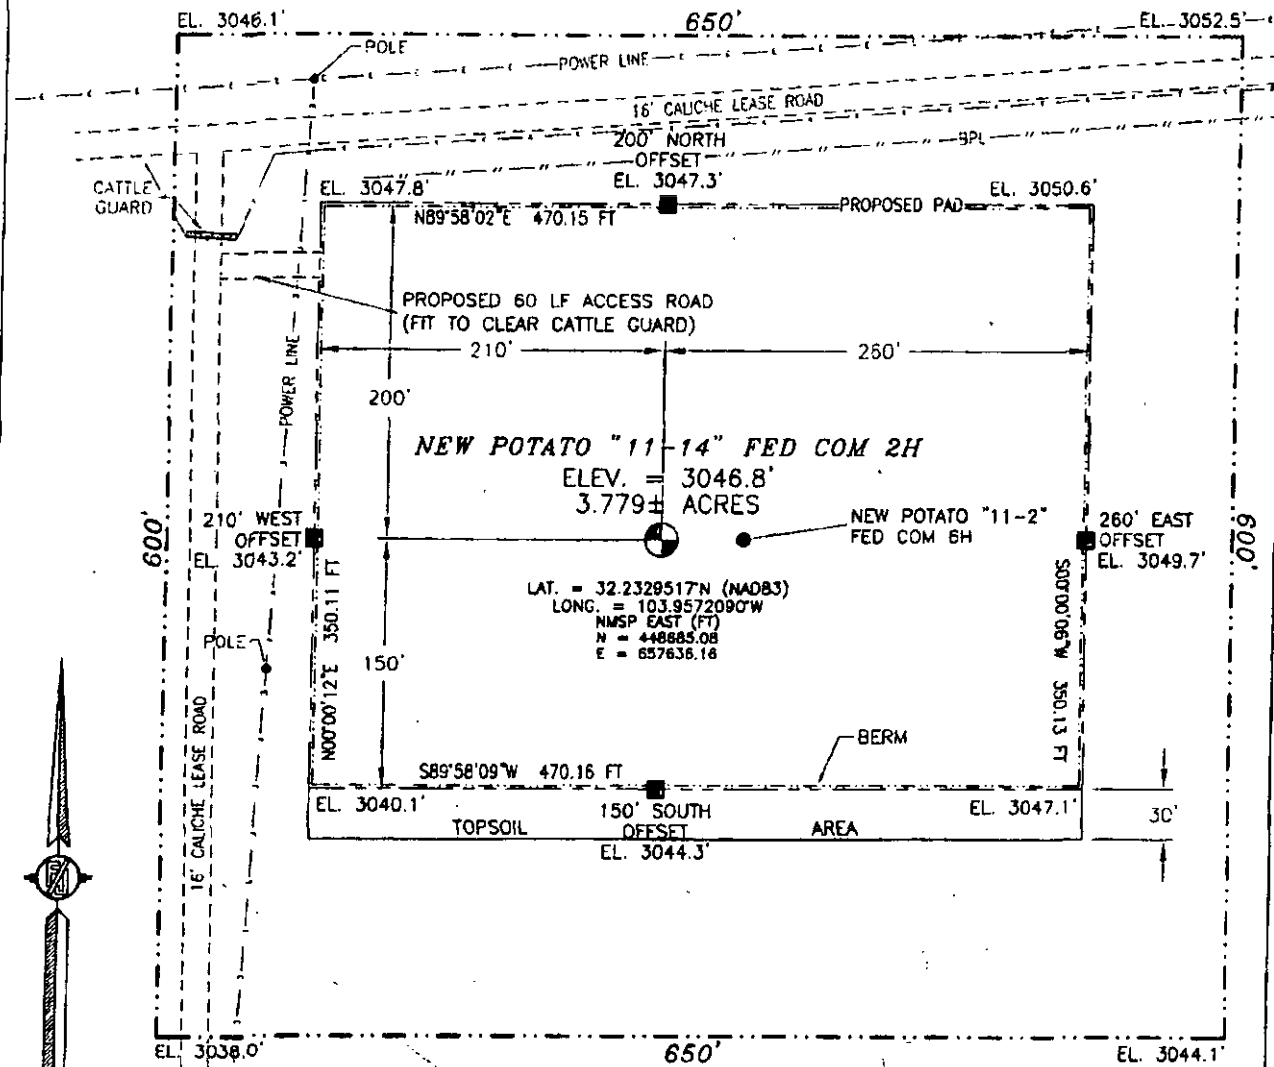 EL. 3046.1'
650'
EL. 3052.5'
POLE
POWER LINE
16' CALICHE LEASE ROAD
200' NORTH
OFFSET
EL. 3047.3'
BPL
CATTLE
GUARD
EL. 3047.8'
EL. 3050.6'
N89°58'02"E 470.15 FT
PROPOSED PAD
PROPOSED 60 LF ACCESS ROAD
(FIT TO CLEAR CATTLE GUARD)
210'
260'
POWER LINE
200'
NEW POTATO "11-14" FED COM 2H
ELEV. = 3046.8'
3.779± ACRES
210' WEST
OFFSET
EL. 3043.2'
NEW POTATO "11-2"
FED COM 6H
260' EAST
OFFSET
EL. 3049.7'
600'
600'
LAT. = 32.2329517°N (NAD83)
LONG. = 103.9572090°W
NMSP EAST (FT)
N = 448685.08
E = 657636.16
N00°00'12"E 350.11 FT
S00°00'06"W 350.13 FT
POLE
150'
16' CALICHE LEASE ROAD
BERM
S89°58'09"W 470.16 FT
EL. 3040.1'
150' SOUTH
OFFSET
EL. 3044.3'
EL. 3047.1'
30'
TOPSOIL AREA
EL. 3038.0'
650'
EL. 3044.1'